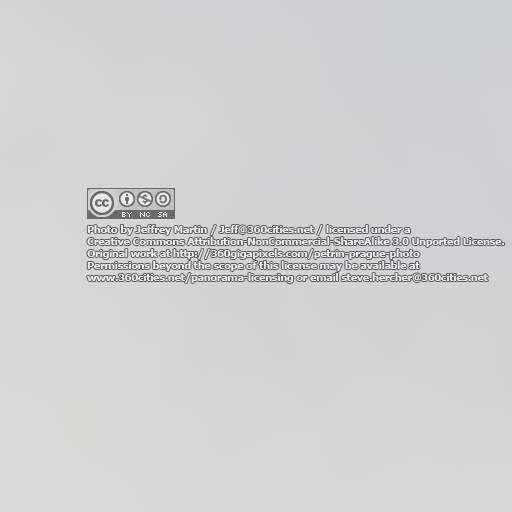 cc
BY NC SA
Photo by Jeffrey Martin / Jeff@360cities.net / licensed under a
Creative Commons Attribution-NonCommercial-ShareAlike 3.0 Unported License.
Original work at http://360gigapixels.com/petrin-prague-photo
Permissions beyond the scope of this license may be available at
www.360cities.net/panorama-licensing or email steve.hercher@360cities.net